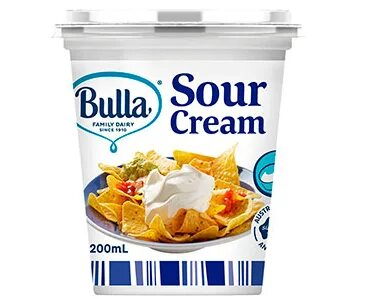 Bulla
FAMILY DAIRY
SINCE 1910
Sour
Cream
200mL